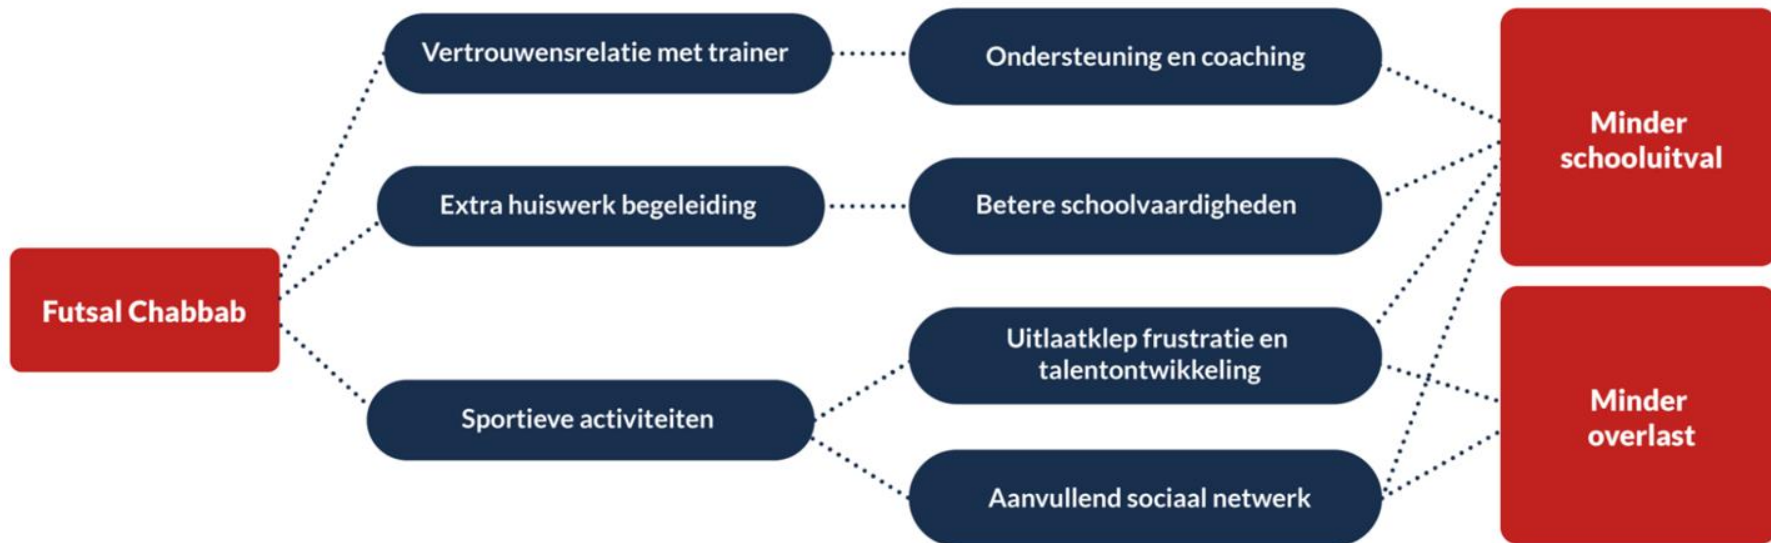 Futsal Chabbab
Vertrouwensrelatie met trainer
Extra huiswerk begeleiding
Sportieve activiteiten
Ondersteuning en coaching
Betere schoolvaardigheden
Uitlaatklep frustratie en
talentontwikkeling
Aanvullend sociaal netwerk
Minder
schooluitval
Minder
overlast